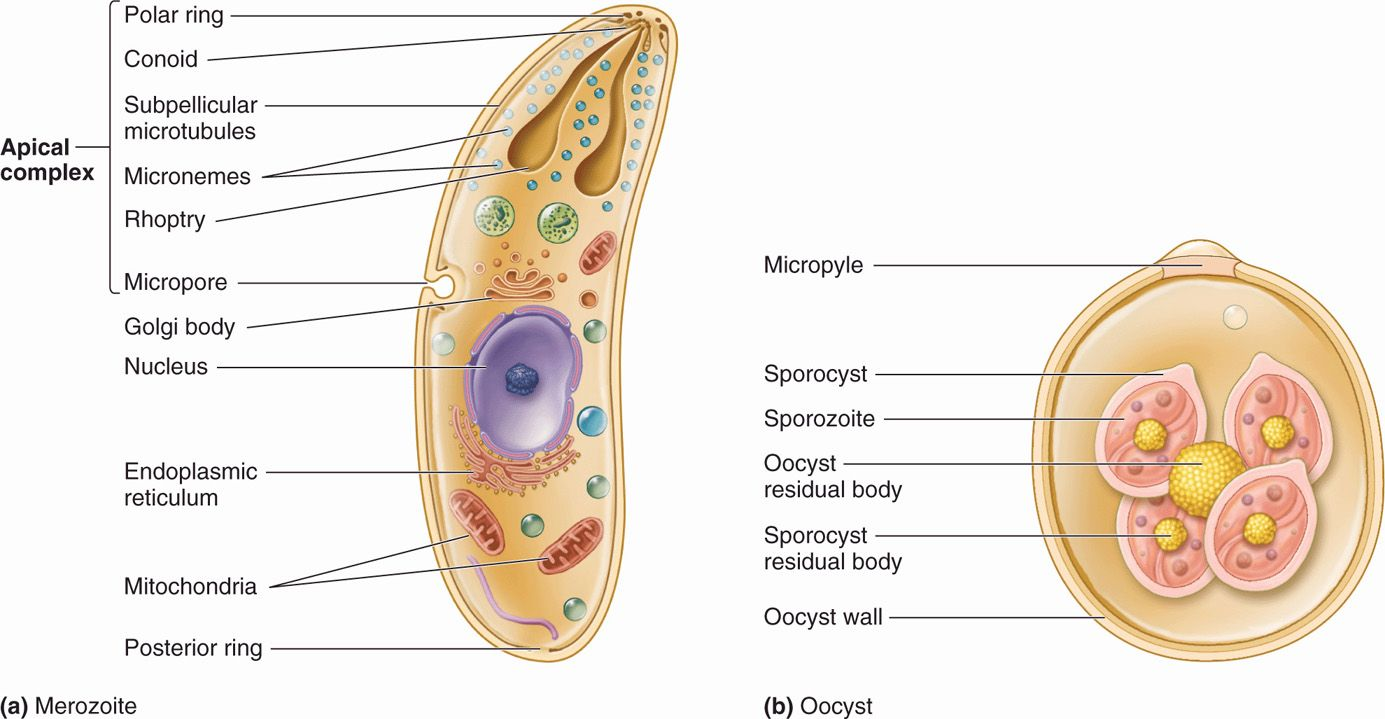 Polar ring
Conoid
Subpellicular
microtubules
Apical
complex
Micronemes
Rhoptry
Micropore
Golgi body
Nucleus
Endoplasmic
reticulum
Mitochondria
Posterior ring
(a) Merozoite
Micropyle
Sporocyst
Sporozoite
Oocyst
residual body
Sporocyst
residual body
Oocyst wall
(b) Oocyst